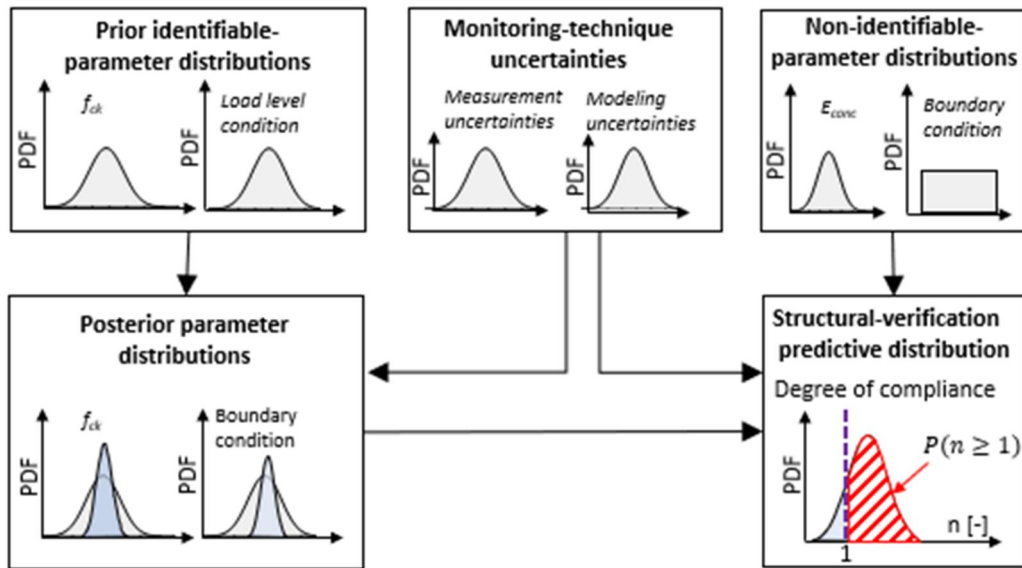 Prior identifiable-
parameter distributions
PDF
f_ck
PDF
Load level
condition
Monitoring-technique
uncertainties
PDF
Measurement
uncertainties
PDF
Modeling
uncertainties
Non-identifiable-
parameter distributions
PDF
E_conc
PDF
Boundary
condition
Posterior parameter
distributions
PDF
f_ck
PDF
Boundary
condition
Structural-verification
predictive distribution
Degree of compliance
PDF
P(n ≥ 1)
n [-]
1